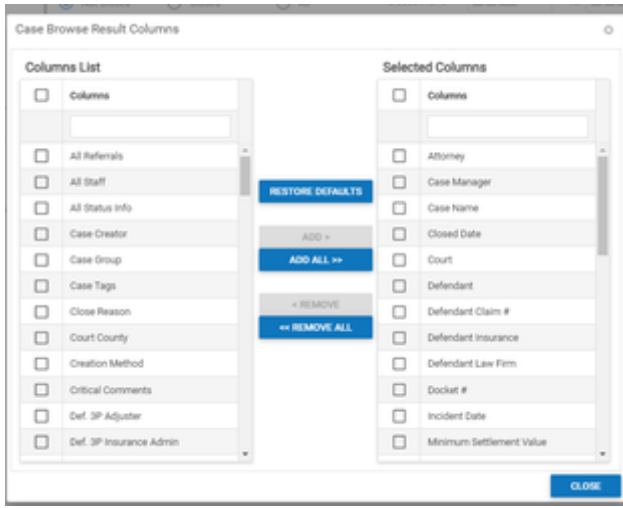 Case Browse Result Columns
Columns List
Columns
All Referrals
All Staff
All Status Info
Case Creator
Case Group
Case Tags
Close Reason
Court County
Creation Method
Critical Comments
Def. 3P Adjuster
Def. 3P Insurance Admin
RESTORE DEFAULTS
ADD >
ADD ALL >>
< REMOVE
<< REMOVE ALL
Selected Columns
Columns
Attorney
Case Manager
Case Name
Closed Date
Court
Defendant
Defendant Claim #
Defendant Insurance
Defendant Law Firm
Docket #
Incident Date
Minimum Settlement Value
CLOSE